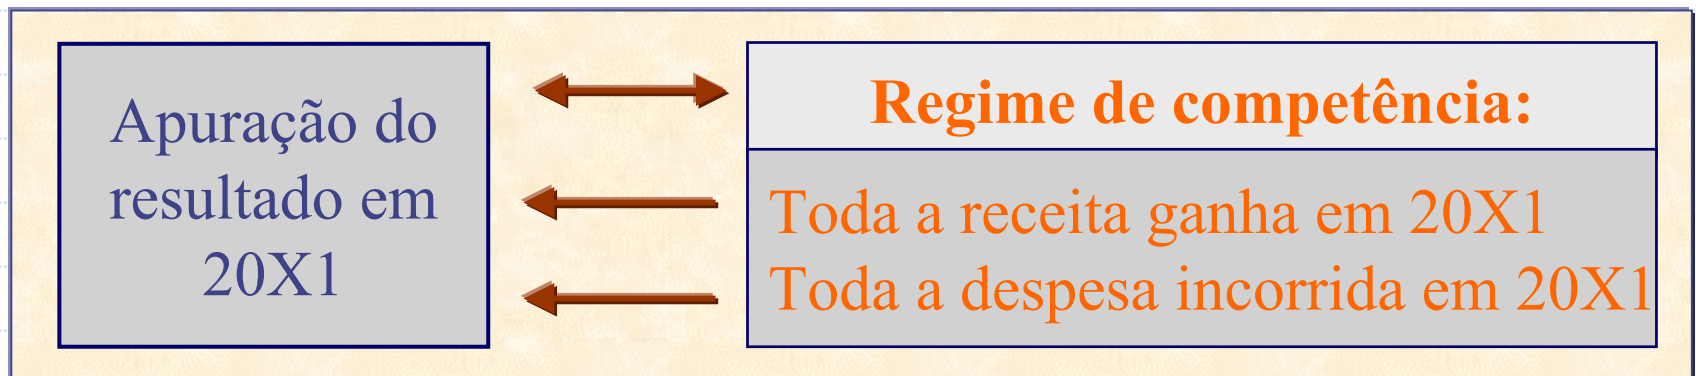 Apuração do
resultado em
20X1
Regime de competência:
Toda a receita ganha em 20X1
Toda a despesa incorrida em 20X1